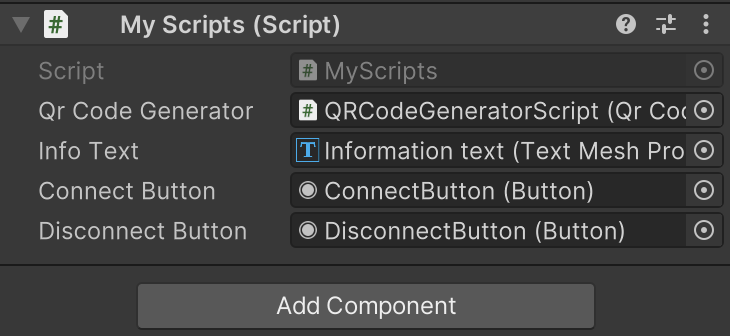 My Scripts (Script)
Script MyScripts
Qr Code Generator QRCodeGeneratorScript (Qr Coc
Info Text Information text (Text Mesh Pro
Connect Button ConnectButton (Button)
Disconnect Button DisconnectButton (Button)
Add Component